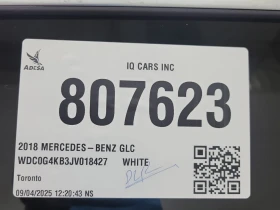 ADESA
IQ CARS INC
807623
2018 MERCEDES-BENZ GLC
WDC0G4KB3JV018427 WHITE
Toronto
09/04/2025 12:20:43 NS